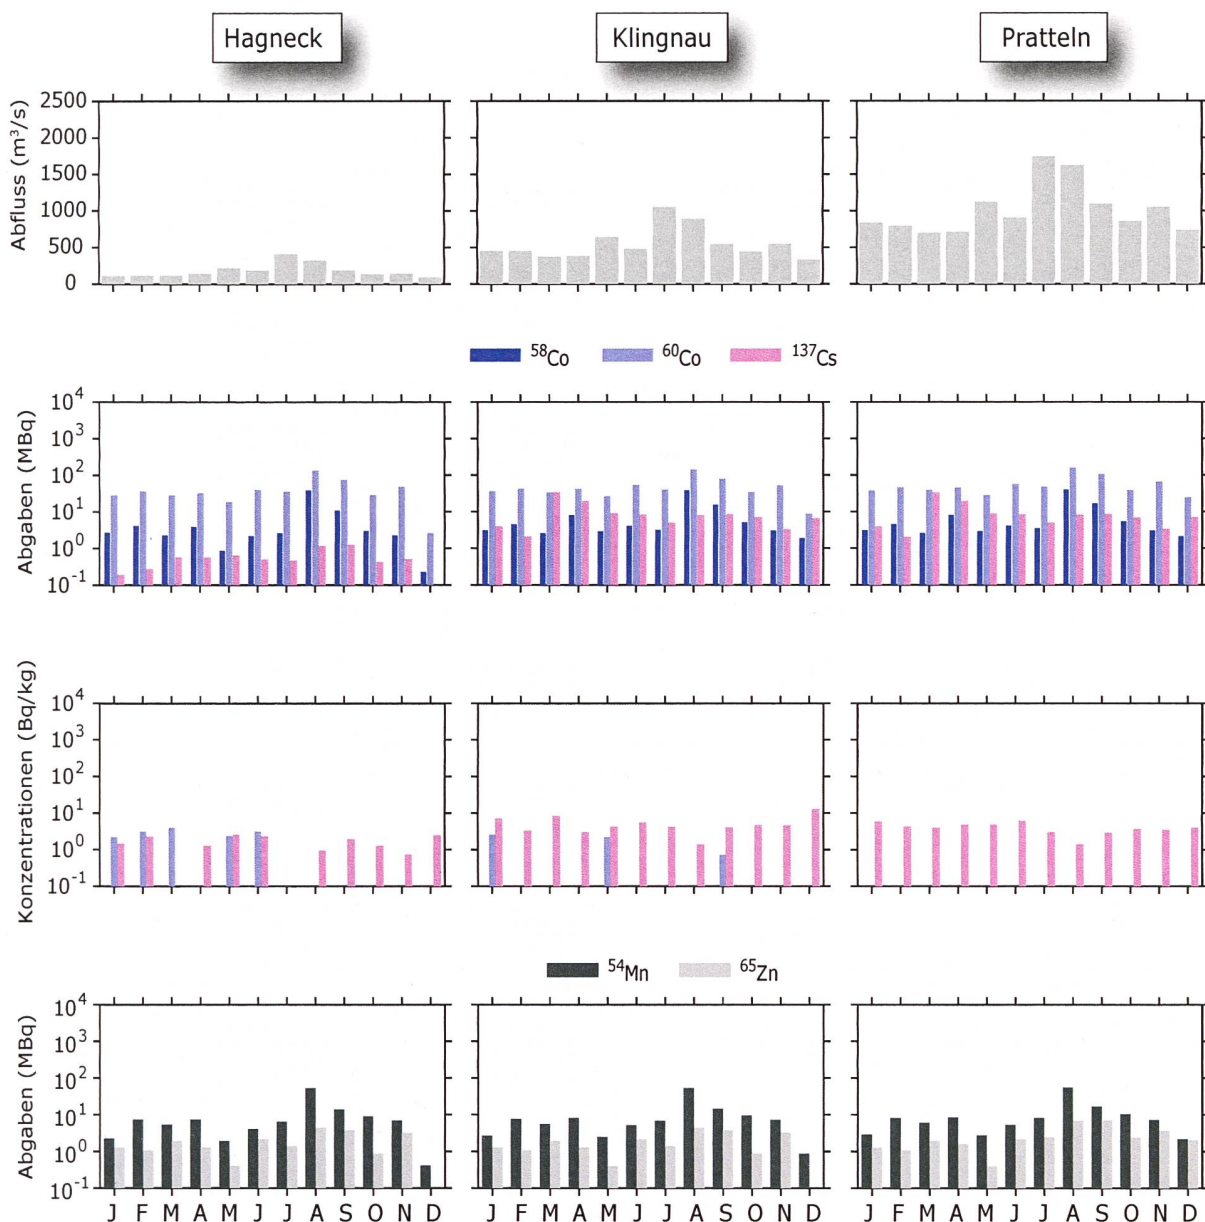 Hagneck Klingnau Pratteln
Abfluss (m³/s)
2500
2000
1500
1000
500
0
J F M A M J J A S O N D
J F M A M J J A S O N D
J F M A M J J A S O N D
⁵⁸Co ⁶⁰Co ¹³⁷Cs
Abgaben (MBq)
10⁴
10³
10²
10¹
10⁰
10⁻¹
J F M A M J J A S O N D
J F M A M J J A S O N D
J F M A M J J A S O N D
Konzentrationen (Bq/kg)
10⁴
10³
10²
10¹
10⁰
10⁻¹
J F M A M J J A S O N D
J F M A M J J A S O N D
J F M A M J J A S O N D
⁵⁴Mn ⁶⁵Zn
Abgaben (MBq)
10⁴
10³
10²
10¹
10⁰
10⁻¹
J F M A M J J A S O N D
J F M A M J J A S O N D
J F M A M J J A S O N D